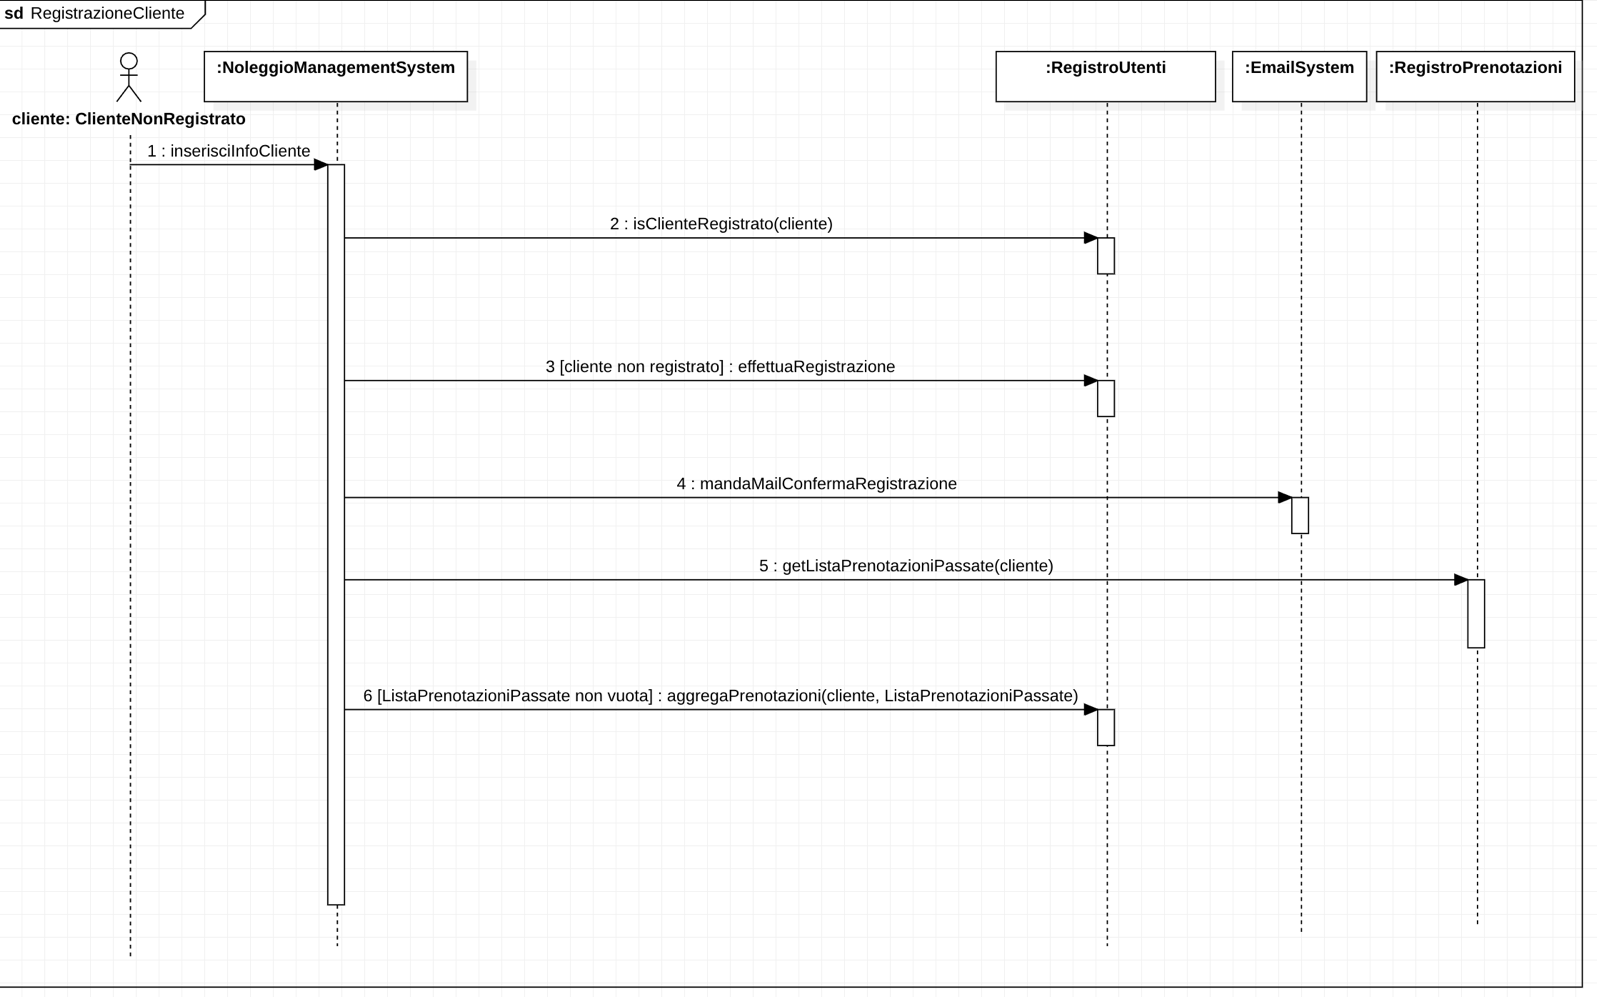 sd RegistrazioneCliente
:NoleggioManagementSystem
:RegistroUtenti
:EmailSystem
:RegistroPrenotazioni
cliente: ClienteNonRegistrato
1 : inserisciInfoCliente
2 : isClienteRegistrato(cliente)
3 [cliente non registrato] : effettuaRegistrazione
4 : mandaMailConfermaRegistrazione
5 : getListaPrenotazioniPassate(cliente)
6 [ListaPrenotazioniPassate non vuota] : aggregaPrenotazioni(cliente, ListaPrenotazioniPassate)